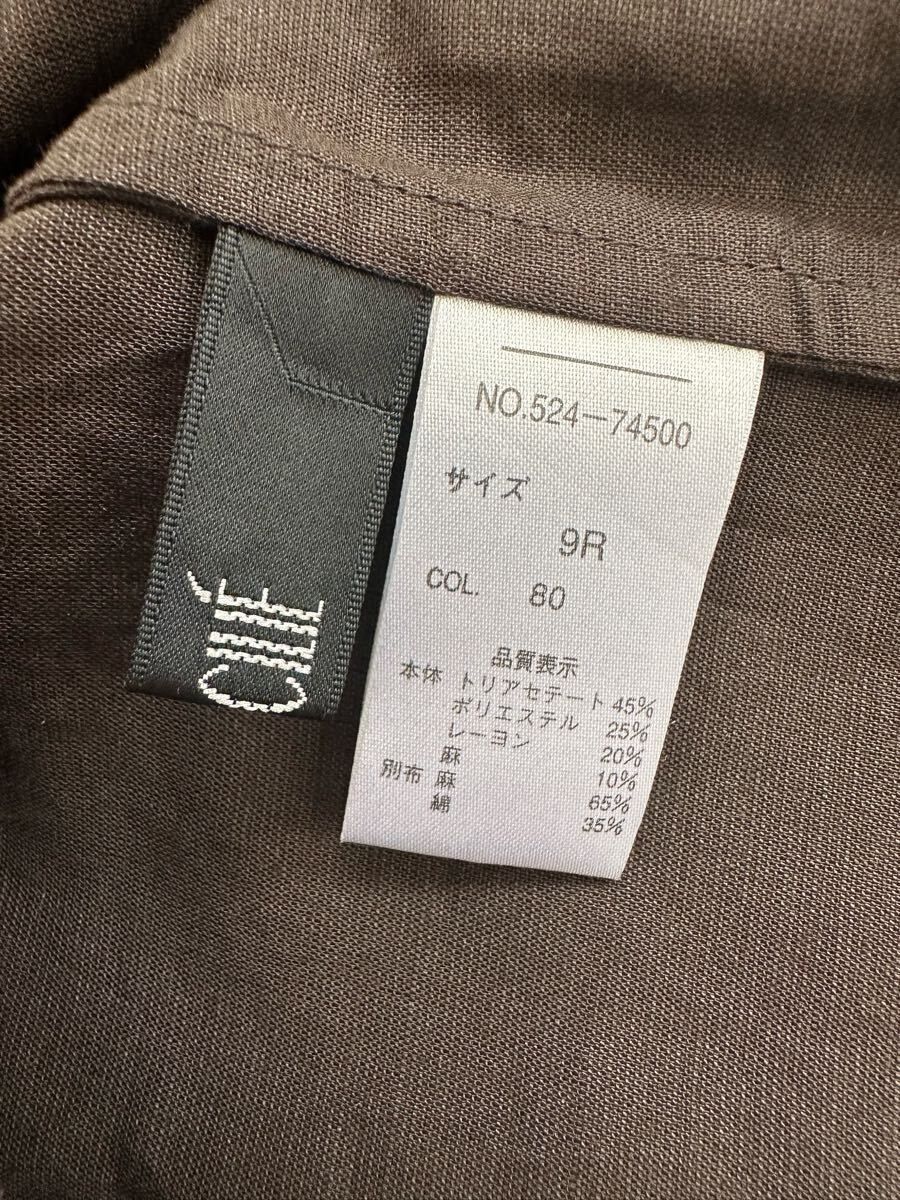 NO.524-74500
サイズ
9R
COL. 80
品質表示
本体 トリアセテート 45%
ポリエステル 25%
レーヨン 20%
麻 10%
別布 麻 65%
綿 35%